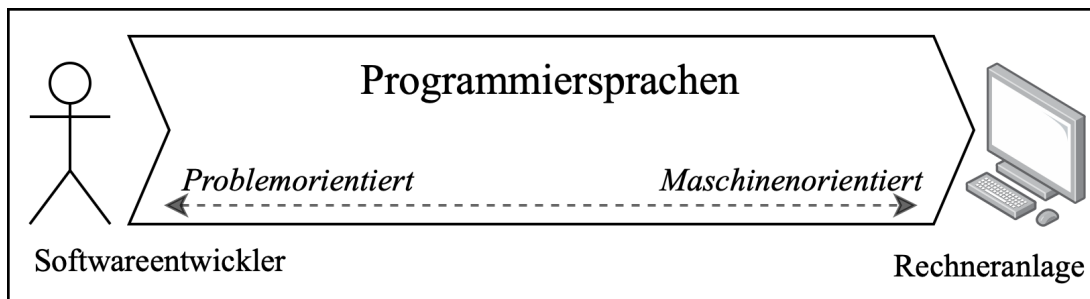 Programmiersprachen
Problemorientiert
Maschinenorientiert
Softwareentwickler
Rechneranlage